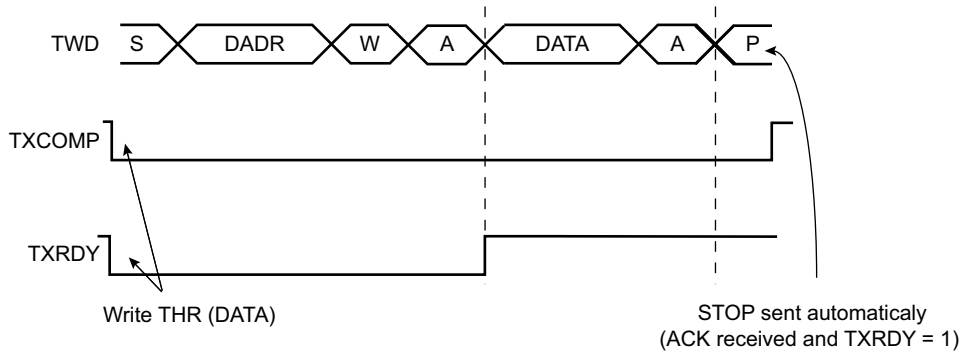 TWD S DADR W A DATA A P
TXCOMP
TXRDY
Write THR (DATA)
STOP sent automaticaly
(ACK received and TXRDY = 1)